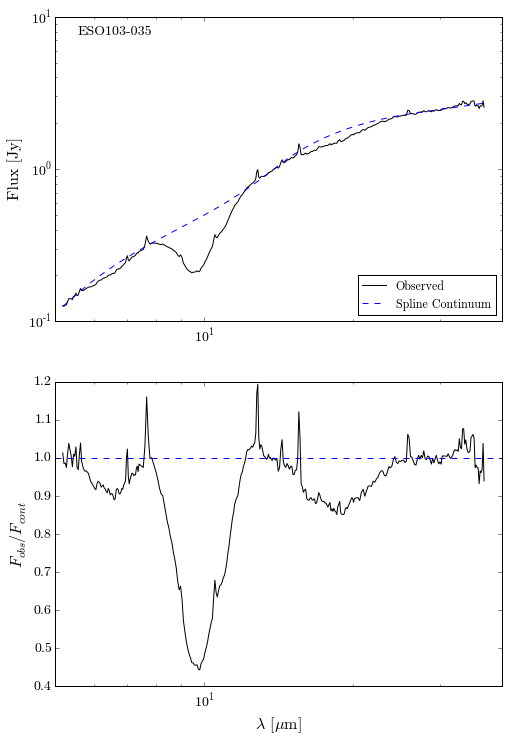 10^1
ESO103-035
Flux [Jy]
10^0
Observed
Spline Continuum
10^-1
10^1
1.2
1.1
1.0
0.9
F_obs/F_cont
0.8
0.7
0.6
0.5
0.4
10^1
λ [μm]